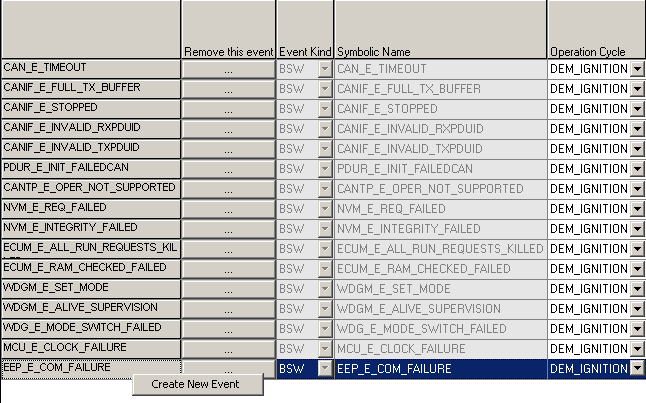 Remove this event Event Kind Symbolic Name Operation Cycle
CAN_E_TIMEOUT ... BSW CAN_E_TIMEOUT DEM_IGNITION
CANIF_E_FULL_TX_BUFFER ... BSW CANIF_E_FULL_TX_BUFFER DEM_IGNITION
CANIF_E_STOPPED ... BSW CANIF_E_STOPPED DEM_IGNITION
CANIF_E_INVALID_RXPDUID ... BSW CANIF_E_INVALID_RXPDUID DEM_IGNITION
CANIF_E_INVALID_TXPDUID ... BSW CANIF_E_INVALID_TXPDUID DEM_IGNITION
PDUR_E_INIT_FAILEDCAN ... BSW PDUR_E_INIT_FAILEDCAN DEM_IGNITION
CANTP_E_OPER_NOT_SUPPORTED ... BSW CANTP_E_OPER_NOT_SUPPORTED DEM_IGNITION
NVM_E_REQ_FAILED ... BSW NVM_E_REQ_FAILED DEM_IGNITION
NVM_E_INTEGRITY_FAILED ... BSW NVM_E_INTEGRITY_FAILED DEM_IGNITION
ECUM_E_ALL_RUN_REQUESTS_KIL ... BSW ECUM_E_ALL_RUN_REQUESTS_KILLED DEM_IGNITION
ECUM_E_RAM_CHECKED_FAILED ... BSW ECUM_E_RAM_CHECKED_FAILED DEM_IGNITION
WDGM_E_SET_MODE ... BSW WDGM_E_SET_MODE DEM_IGNITION
WDGM_E_ALIVE_SUPERVISION ... BSW WDGM_E_ALIVE_SUPERVISION DEM_IGNITION
WDG_E_MODE_SWITCH_FAILED ... BSW WDG_E_MODE_SWITCH_FAILED DEM_IGNITION
MCU_E_CLOCK_FAILURE ... BSW MCU_E_CLOCK_FAILURE DEM_IGNITION
EEP_E_COM_FAILURE ... BSW EEP_E_COM_FAILURE DEM_IGNITION
Create New Event